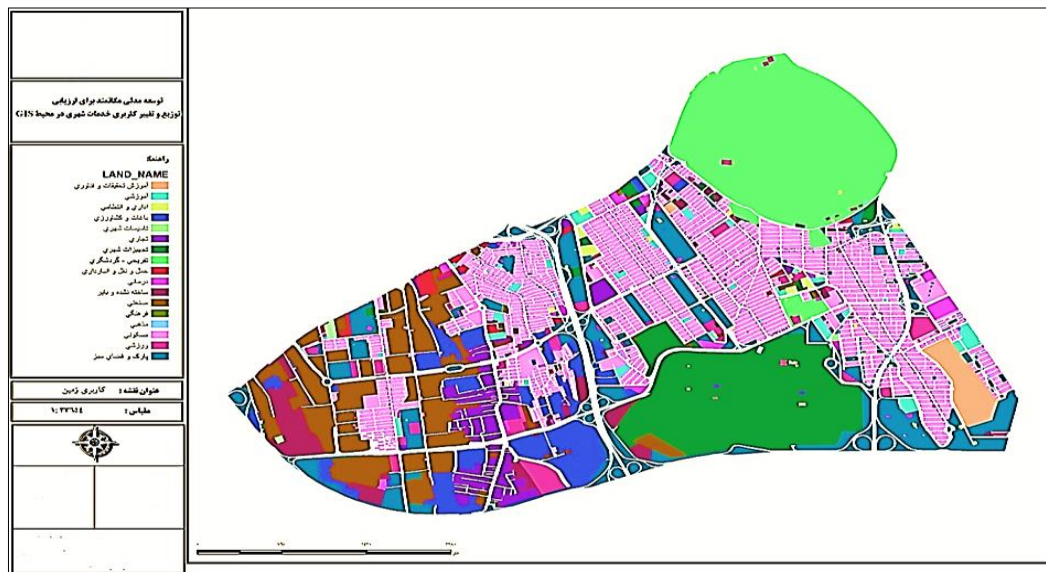 توسعه مدلی مکانمند برای ارزیابی
توزیع و تغییر کاربری خدمات شهری در محیط GIS
راهنما
LAND_NAME
آموزش تحقیقات و فناوری
آموزشی
اداری و انتظامی
باغات و کشاورزی
تاسیسات شهری
تجاری
تجهیزات شهری
تفریحی - گردشگری
حمل و نقل و انبارداری
درمانی
ساخته نشده و بایر
صنعتی
فرهنگی
مذهبی
مسکونی
ورزشی
پارک و فضای سبز
عنوان نقشه : کاربری زمین
مقیاس :